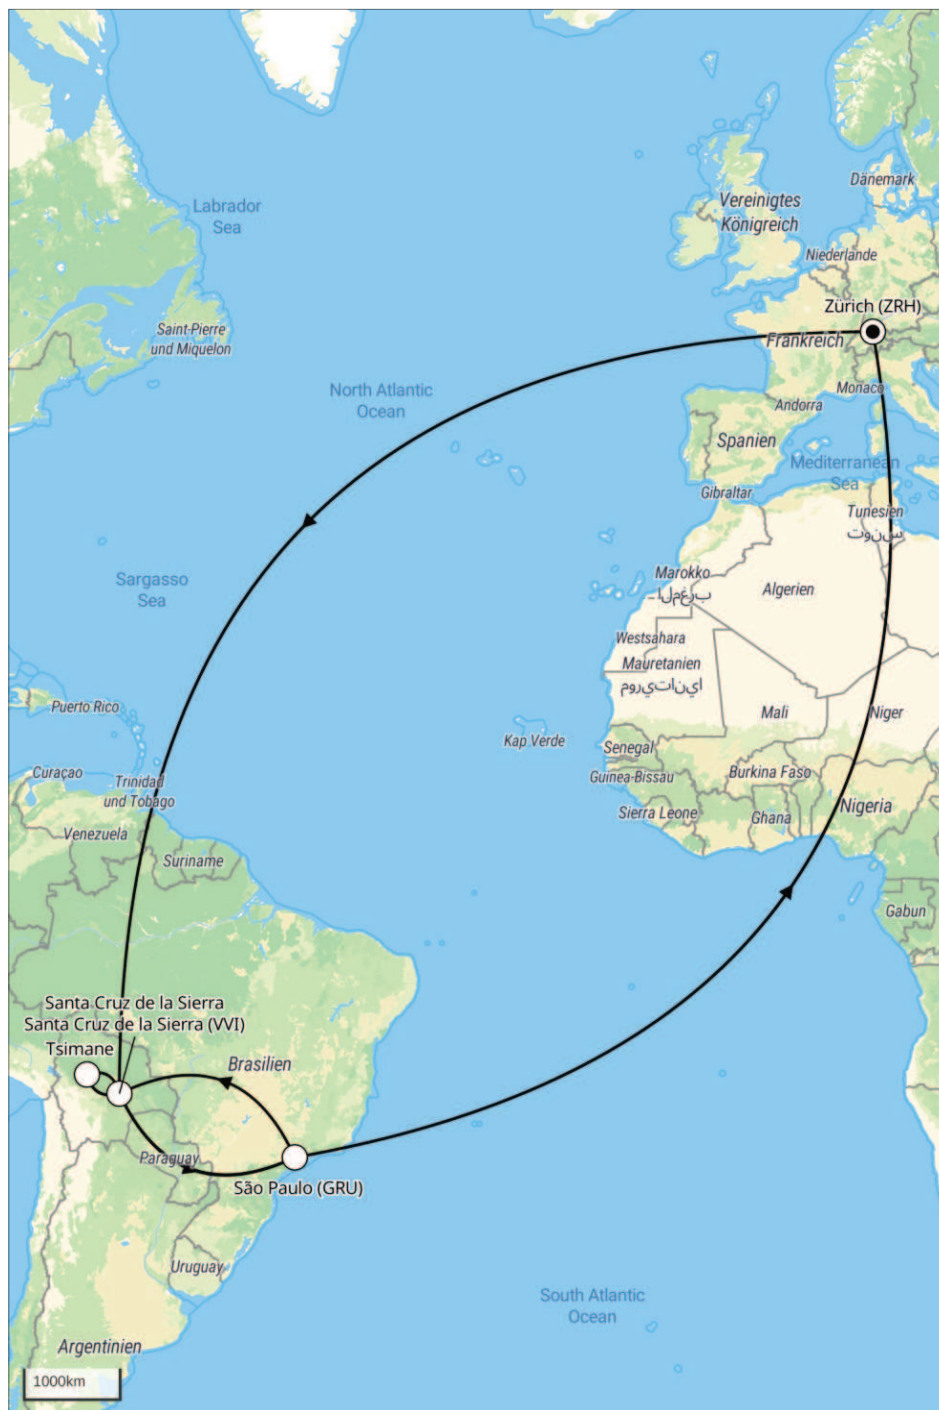 Labrador
Sea
Dänemark
Vereinigtes
Königreich
Niederlande
Zürich (ZRH)
Saint-Pierre
und Miquelon
Frankreich
North Atlantic
Ocean
Monaco
Andorra
Spanien
Mediterranean
Sea
Gibraltar
Tunesien
تونس
Sargasso
Sea
Marokko
المغرب
Algerien
Westsahara
Mauretanien
موريتانيا
Puerto Rico
Mali
Niger
Kap Verde
Senegal
Curaçao
Trinidad
und Tobago
Guinea-Bissau
Burkina Faso
Sierra Leone
Ghana
Nigeria
Venezuela
Suriname
Gabun
Santa Cruz de la Sierra
Santa Cruz de la Sierra (VVI)
Tsimane
Brasilien
Paraguay
São Paulo (GRU)
Uruguay
South Atlantic
Ocean
Argentinien
1000km